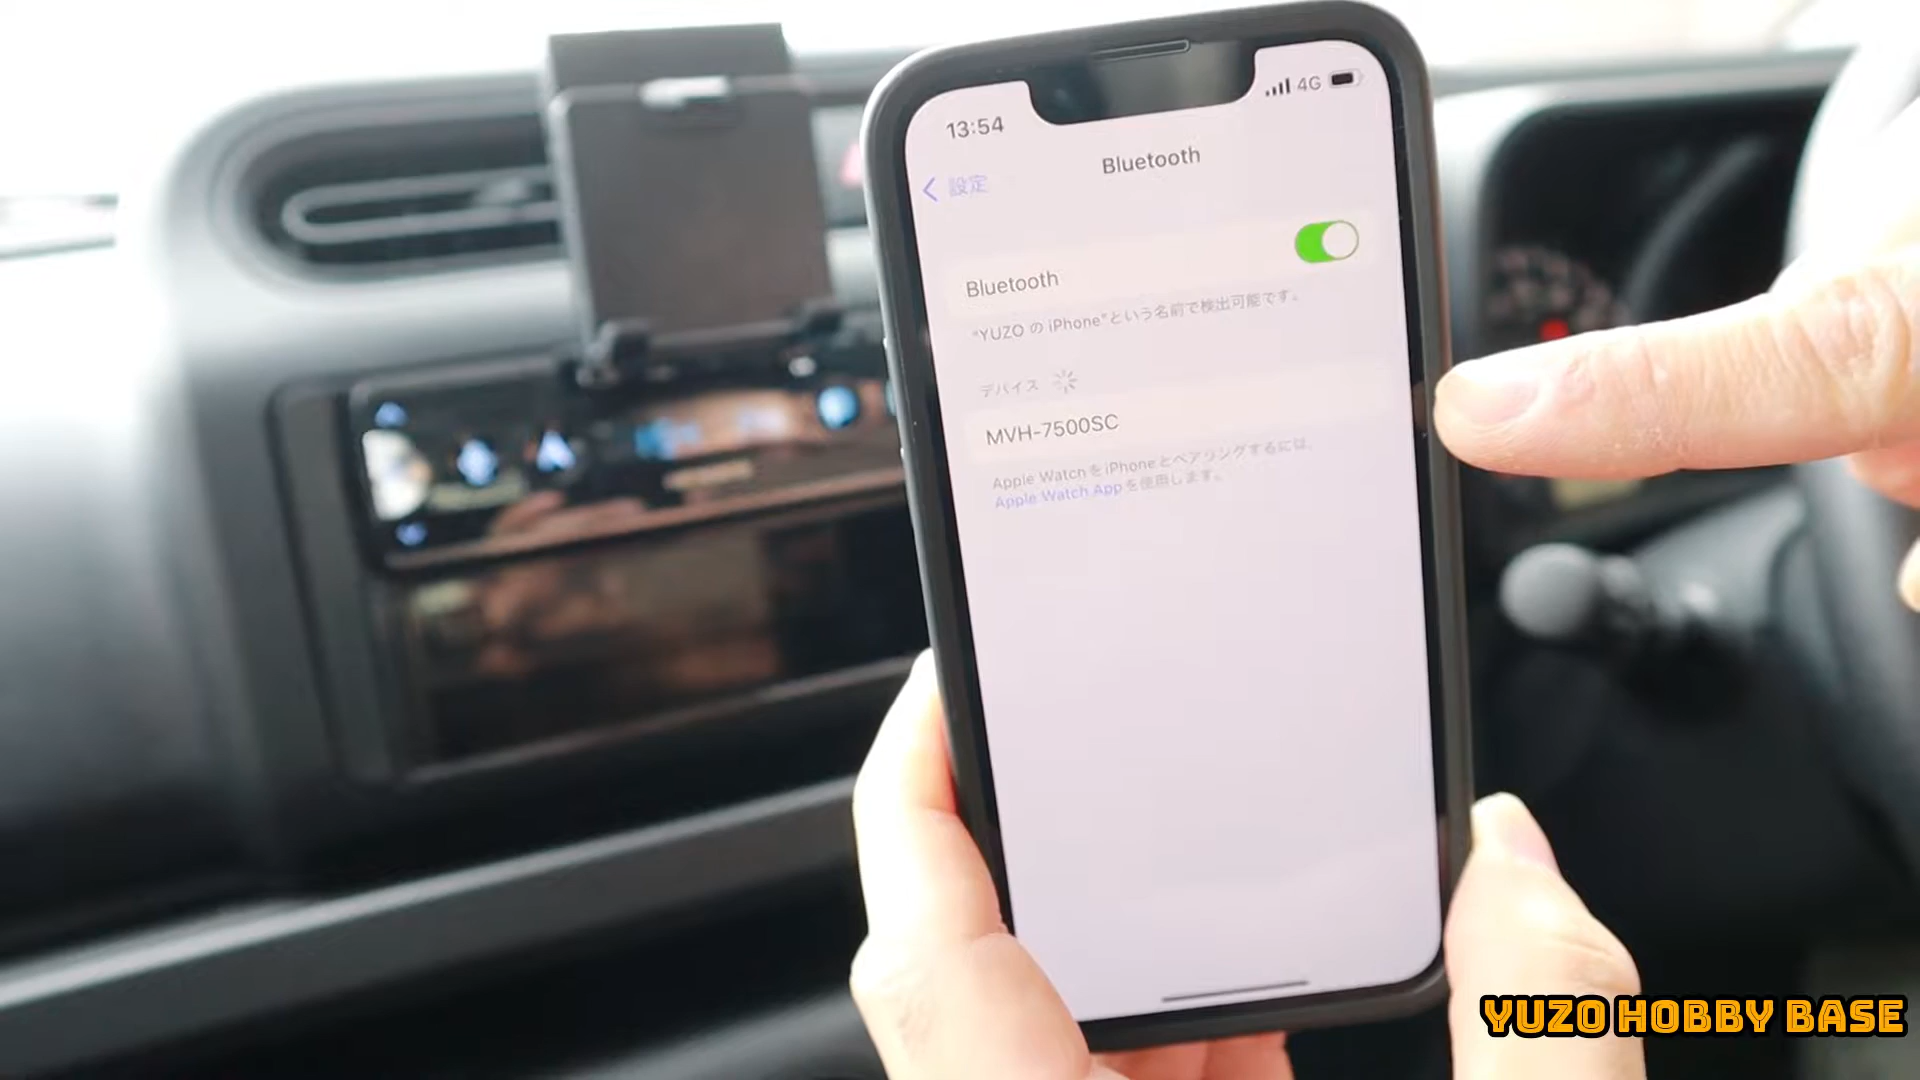 13:54
4G
設定
Bluetooth
Bluetooth
"YUZO の iPhone"という名前で検出可能です。
デバイス
MVH-7500SC
Apple Watch を iPhone とペアリングするには、
Apple Watch App を使用します。
YUZO HOBBY BASE